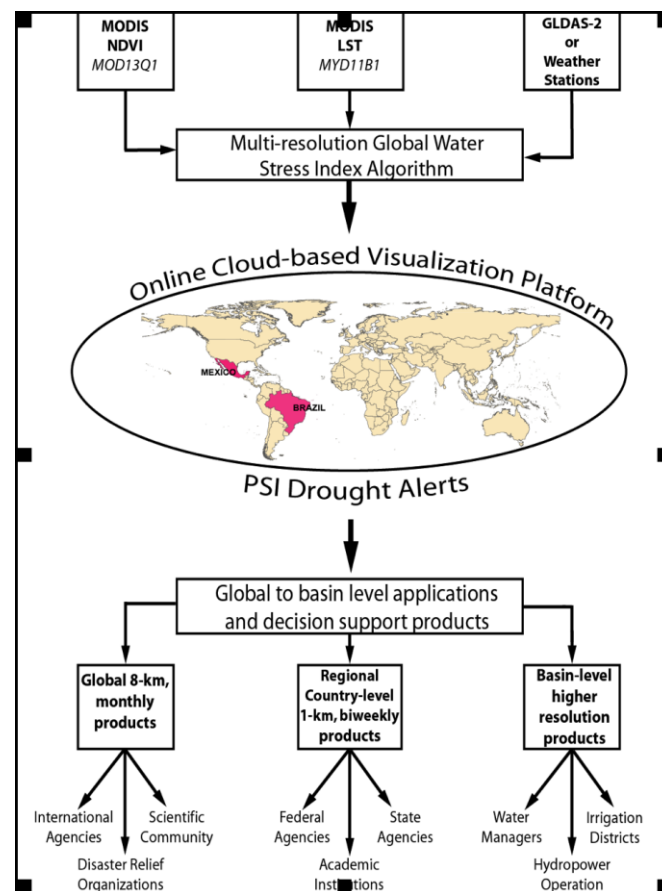 MODIS
NDVI
MOD13Q1
MODIS
LST
MYD11B1
GLDAS-2
or
Weather
Stations
Multi-resolution Global Water
Stress Index Algorithm
Online Cloud-based Visualization Platform
MEXICO
BRAZIL
PSI Drought Alerts
Global to basin level applications
and decision support products
Global 8-km,
monthly
products
Regional
Country-level
1-km, biweekly
products
Basin-level
higher
resolution
products
International
Agencies
Scientific
Community
Disaster Relief
Organizations
Federal
Agencies
State
Agencies
Academic
Institutions
Water
Managers
Irrigation
Districts
Hydropower
Operation